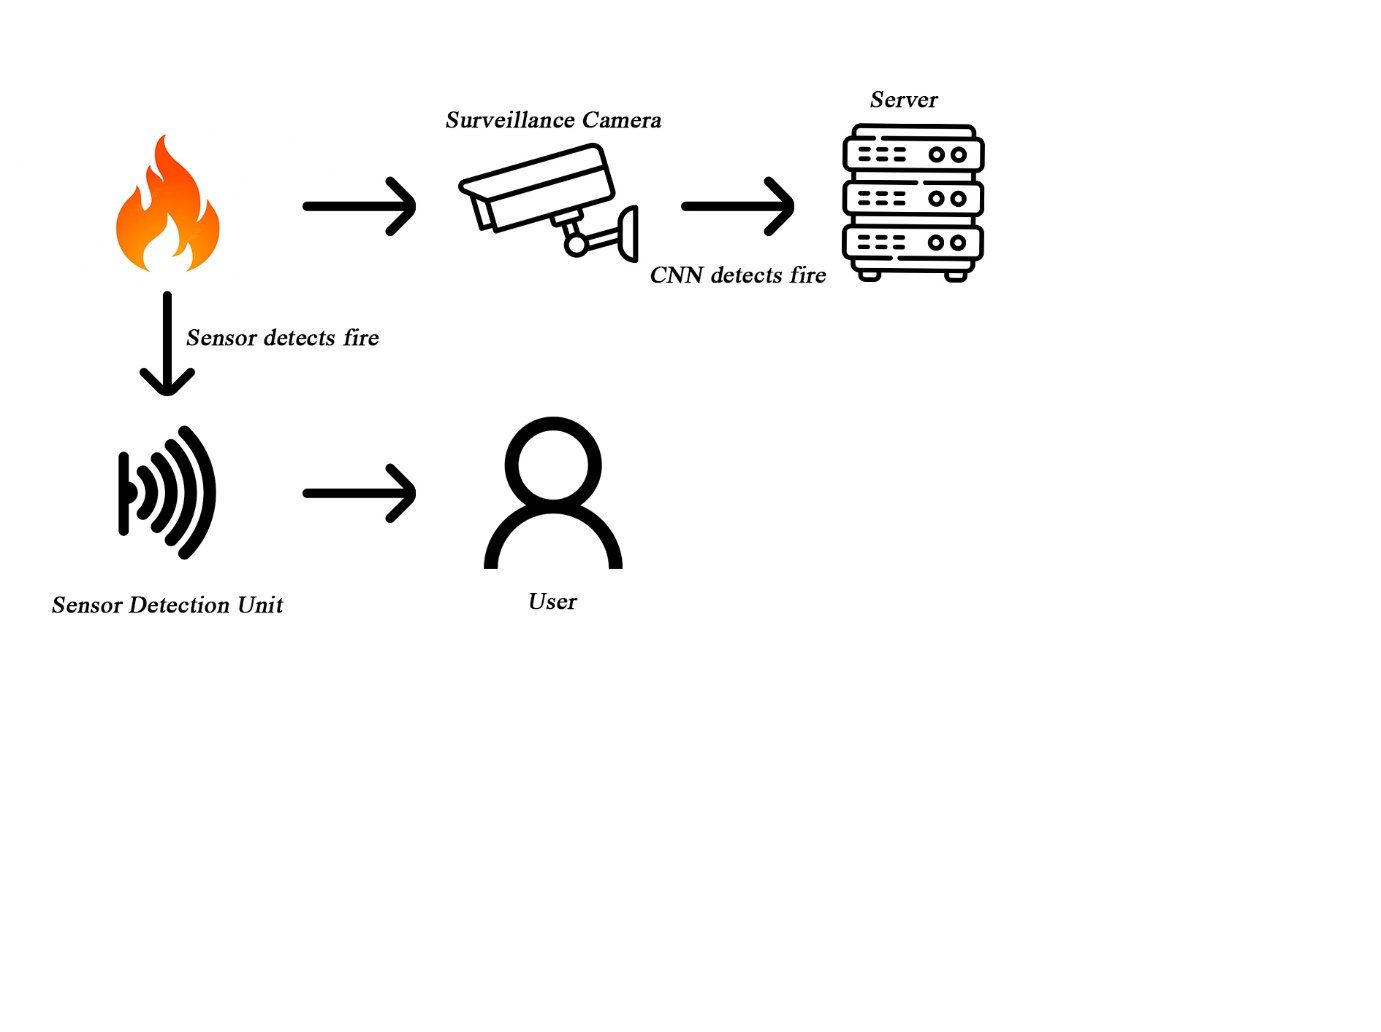 Server
Surveillance Camera
CNN detects fire
Sensor detects fire
Sensor Detection Unit
User